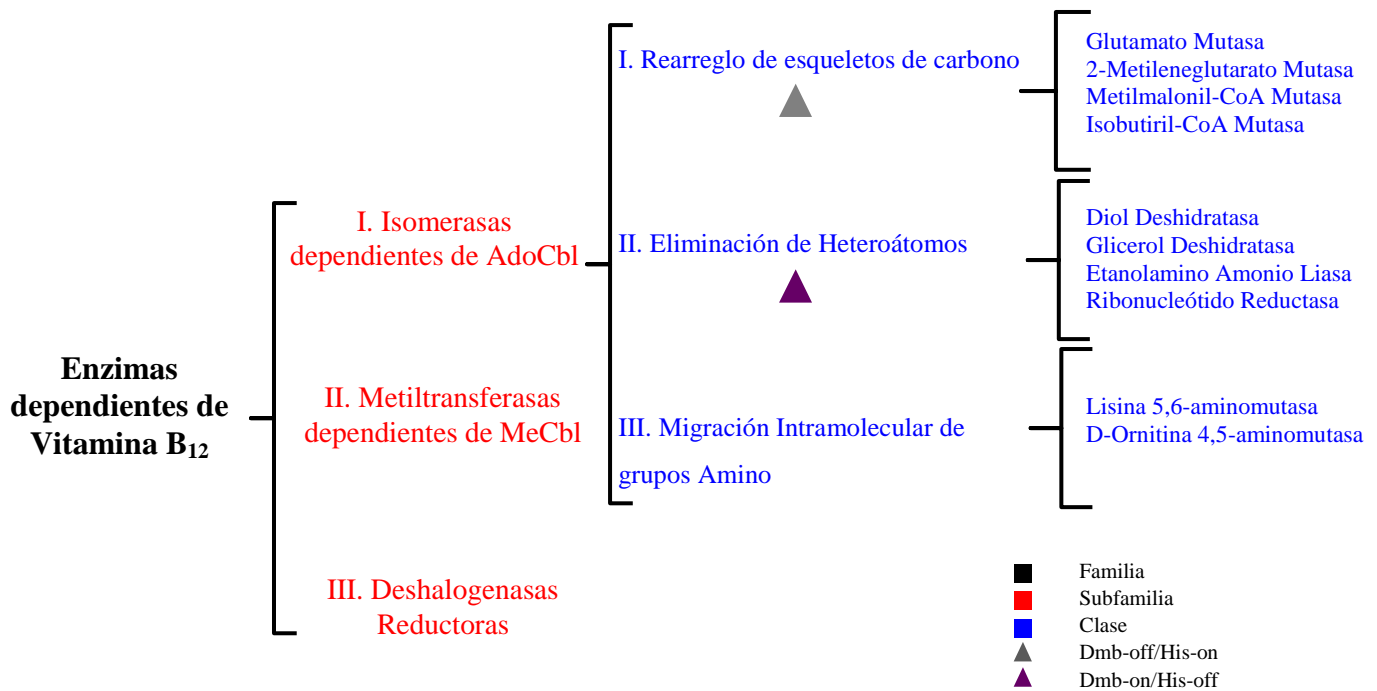 Enzimas
dependientes de
Vitamina B12
I. Isomerasas
dependientes de AdoCbl
II. Metiltransferasas
dependientes de MeCbl
III. Deshalogenasas
Reductoras
I. Rearreglo de esqueletos de carbono
II. Eliminación de Heteroátomos
III. Migración Intramolecular de
grupos Amino
Glutamato Mutasa
2-Metileneglutarato Mutasa
Metilmalonil-CoA Mutasa
Isobutiril-CoA Mutasa
Diol Deshidratasa
Glicerol Deshidratasa
Etanolamino Amonio Liasa
Ribonucleótido Reductasa
Lisina 5,6-aminomutasa
D-Ornitina 4,5-aminomutasa
Familia
Subfamilia
Clase
Dmb-off/His-on
Dmb-on/His-off